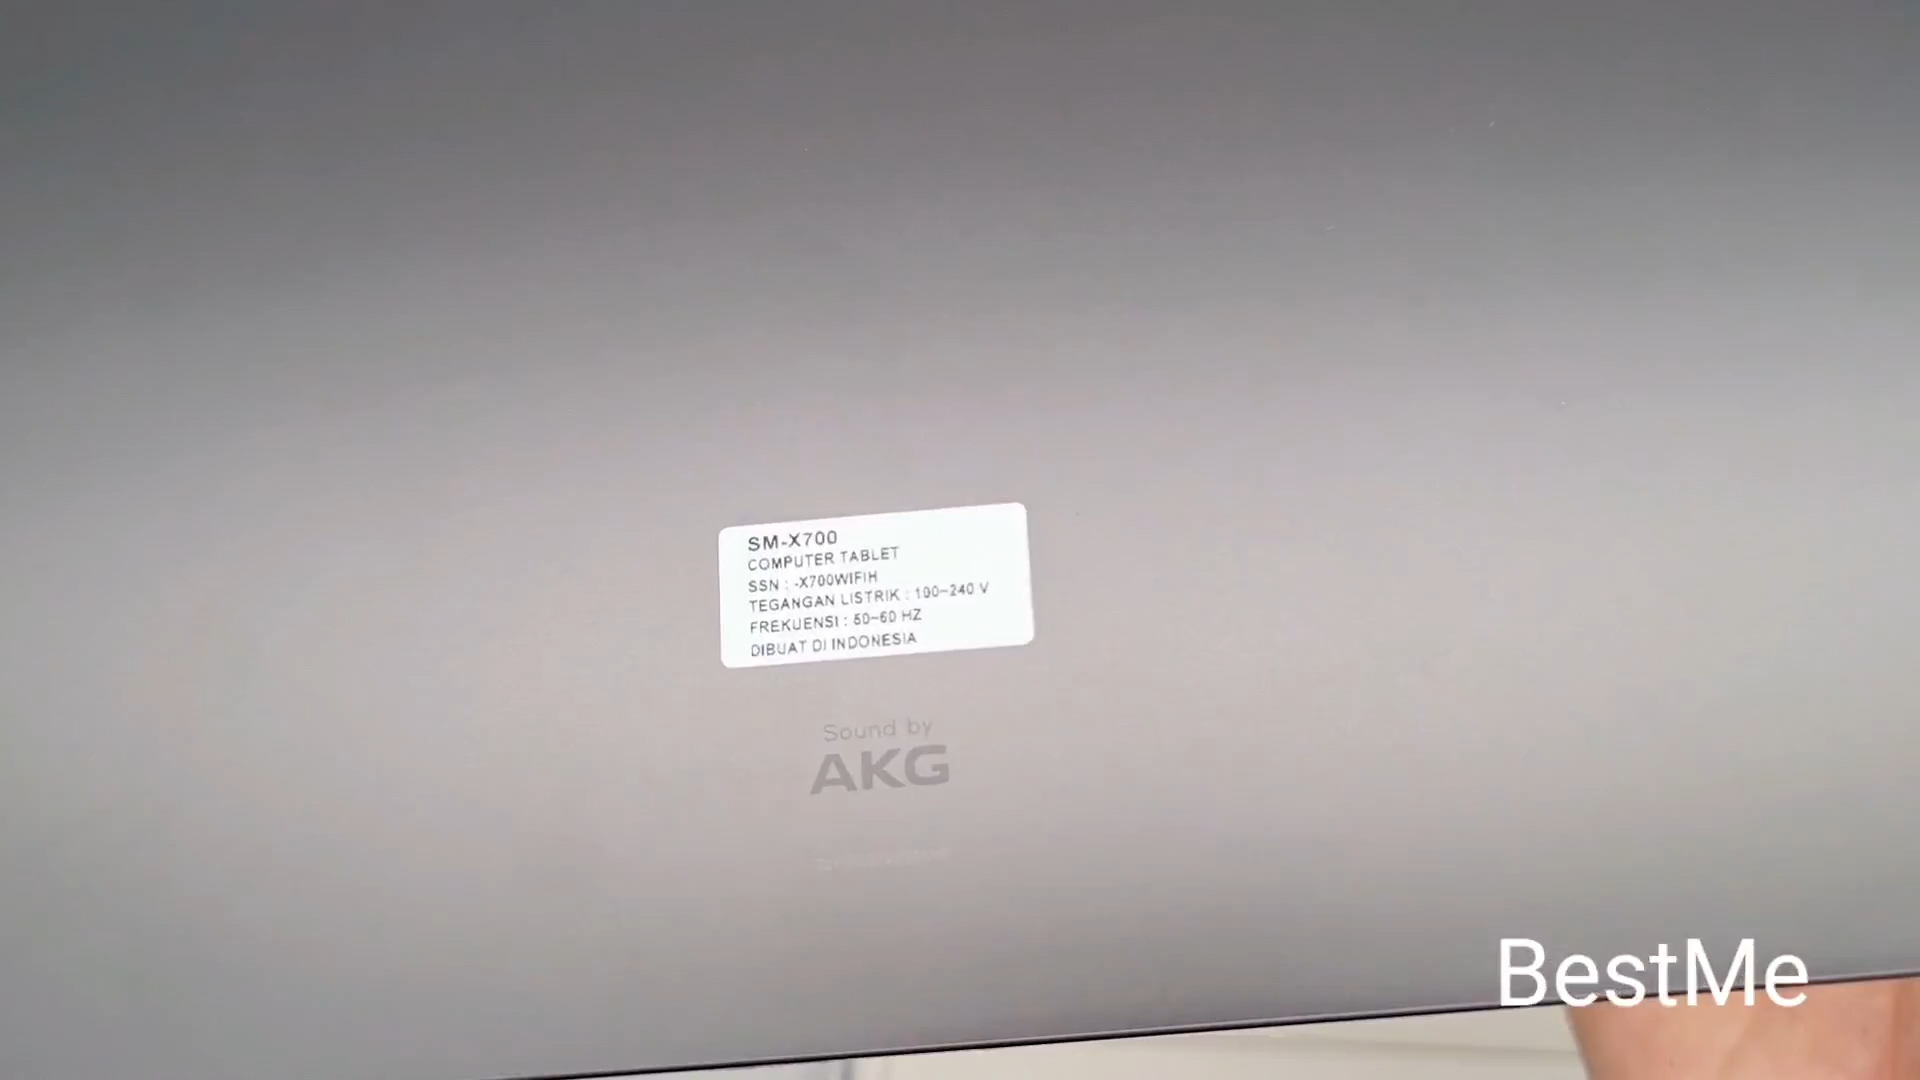 SM-X700
COMPUTER TABLET
SSN : -X700WIFIH
TEGANGAN LISTRIK : 100~240 V
FREKUENSI : 50~60 HZ
DIBUAT DI INDONESIA
Sound by
AKG
BestMe